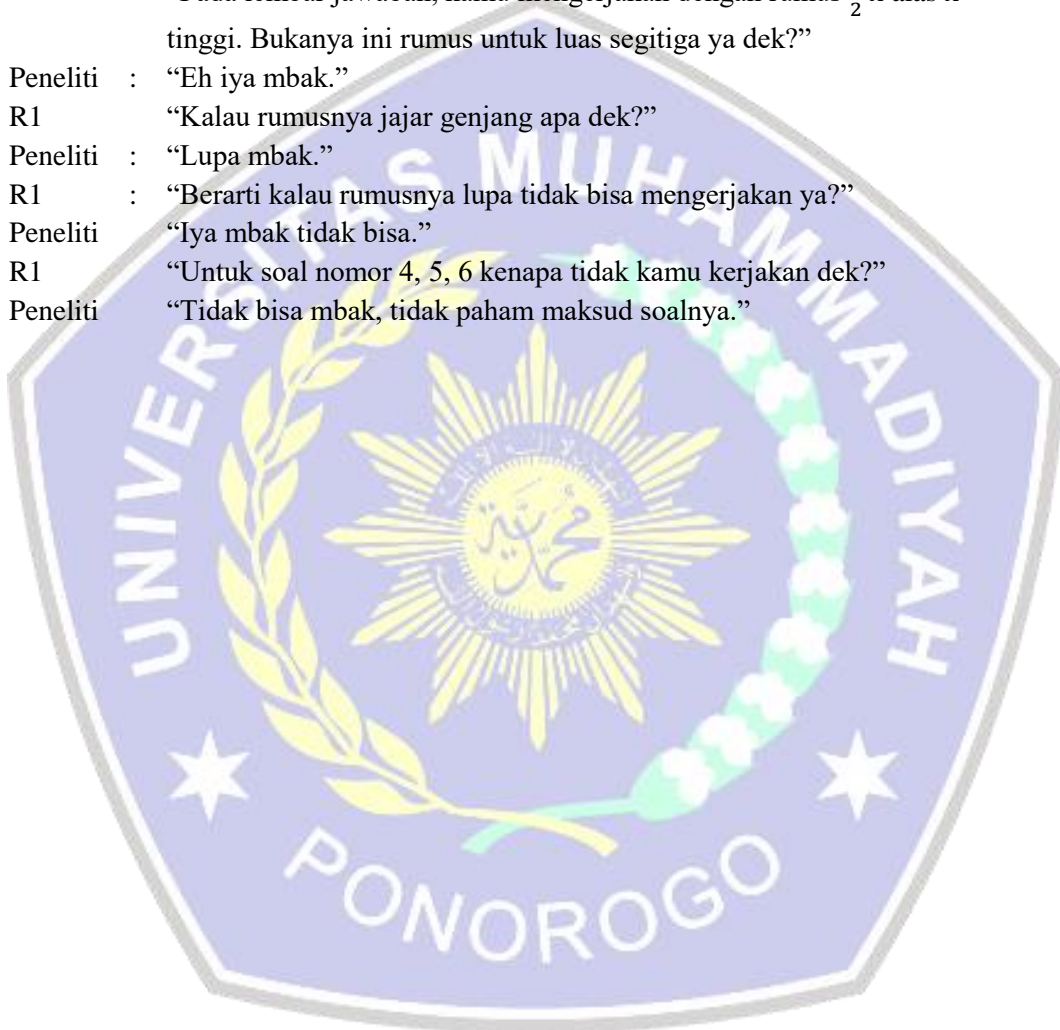 2
tinggi. Bukanya ini rumus untuk luas segitiga ya dek?”
Peneliti : “Eh iya mbak.”
R1 “Kalau rumusnya jajar genjang apa dek?”
Peneliti : “Lupa mbak.”
R1 : “Berarti kalau rumusnya lupa tidak bisa mengerjakan ya?”
Peneliti “Iya mbak tidak bisa.”
R1 “Untuk soal nomor 4, 5, 6 kenapa tidak kamu kerjakan dek?”
Peneliti “Tidak bisa mbak, tidak paham maksud soalnya.”
UNIVERSITAS MUHAMMADIYAH
PONOROGO